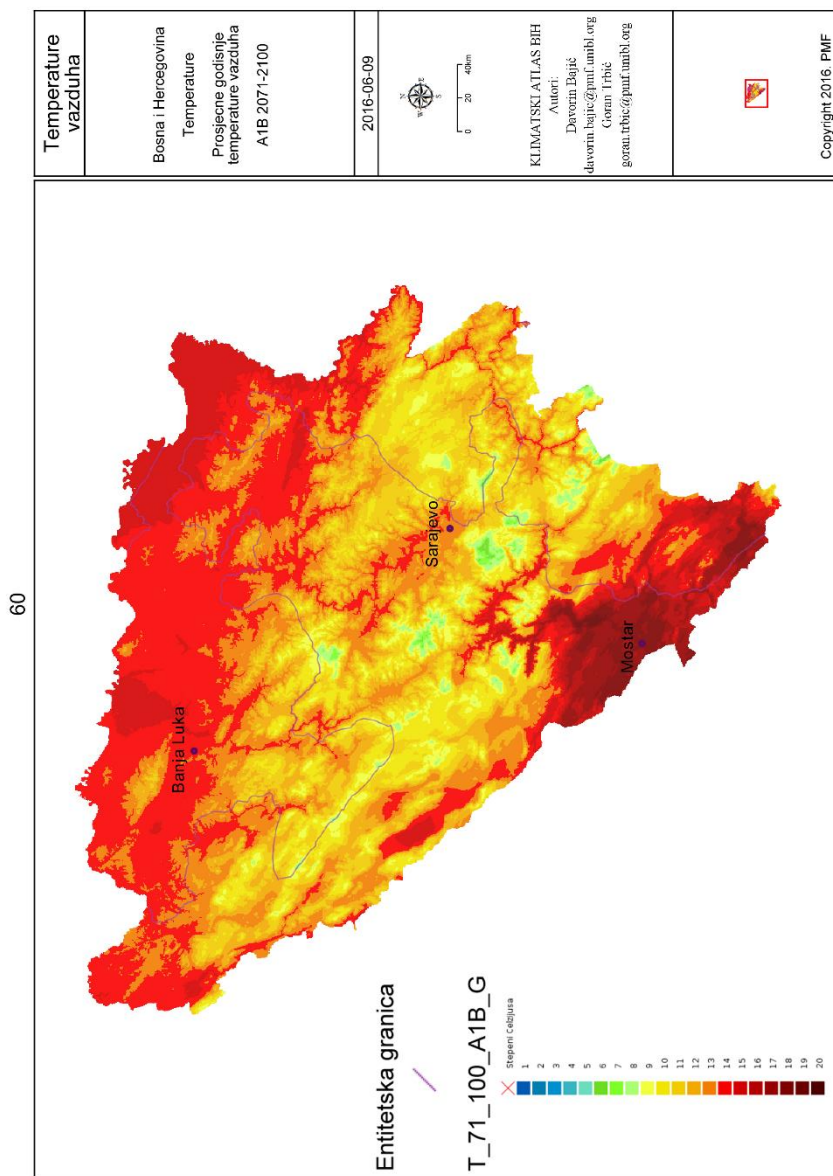 60
Temperature
vazduha
Bosna i Hercegovina
Temperature
Prosjecne godisnje
temperature vazduha
A1B 2071-2100
2016-06-09
N
W
E
S
0 20 40km
KLIMATSKI ATLAS BIH
Autori:
Davorin Bajić
davorin.bajic@pmf.unibl.org
Goran Trbić
goran.trbic@pmf.unibl.org
Copyright 2016. PMF
Banja Luka
Sarajevo
Mostar
Entitetska granica
T_71_100_A1B_G
Stepeni Celzijusa
1
2
3
4
5
6
7
8
9
10
11
12
13
14
15
16
17
18
19
20